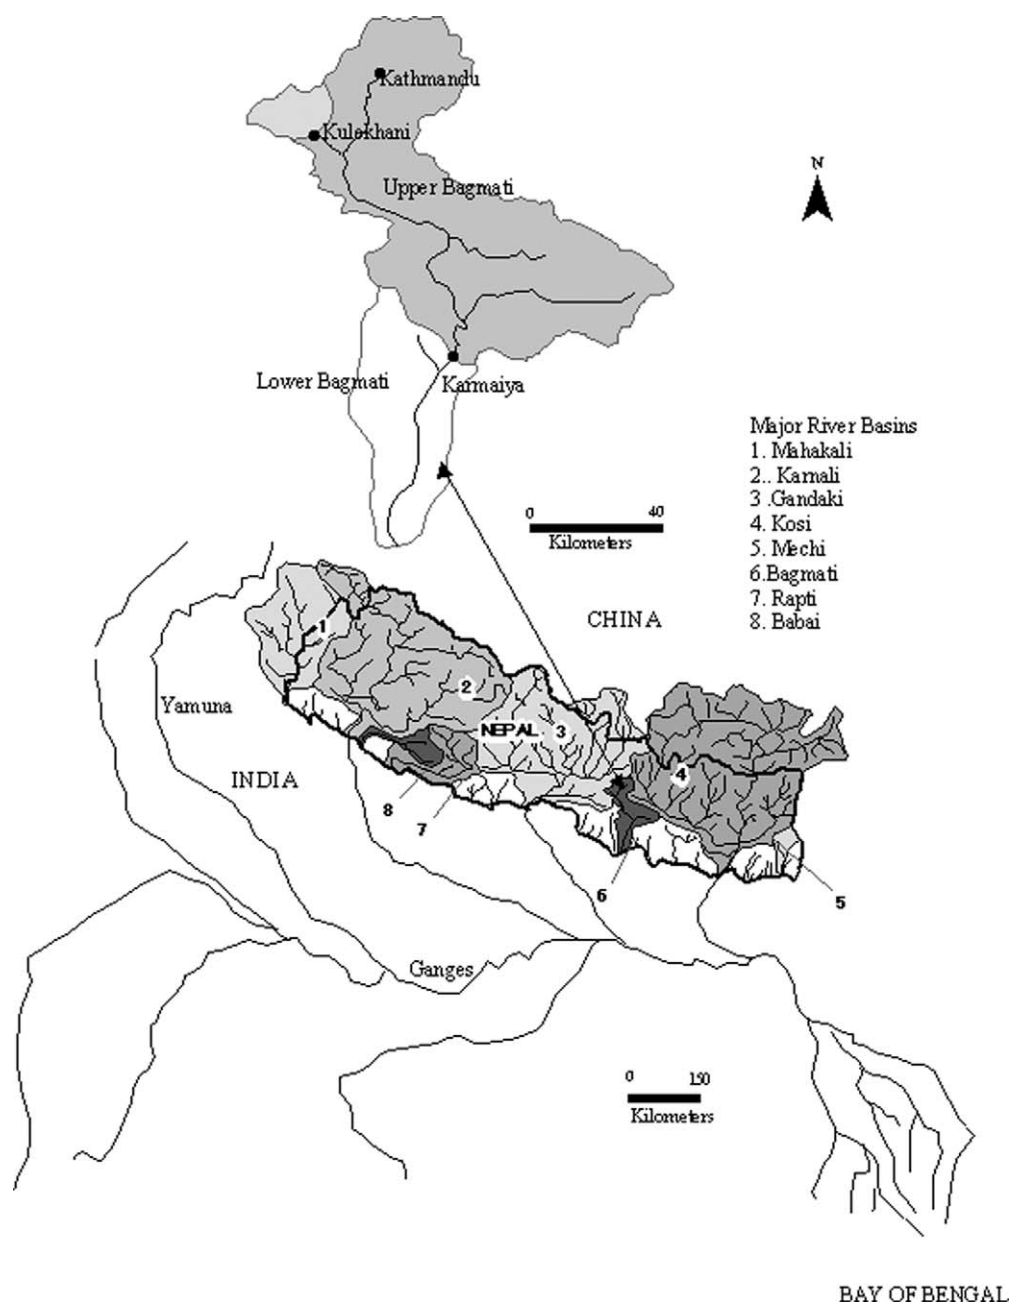 Kathmandu
Kulekhani
Upper Bagmati
N
Lower Bagmati
Karmaiya
Major River Basins
1. Mahakali
2.. Karnali
3 .Gandaki
4. Kosi
5. Mechi
6.Bagmati
7. Rapti
8. Babai
0 40
Kilometers
CHINA
1
2
NEPAL 3
4
Yamuna
INDIA
8
7
6
5
Ganges
0 150
Kilometers
BAY OF BENGAL